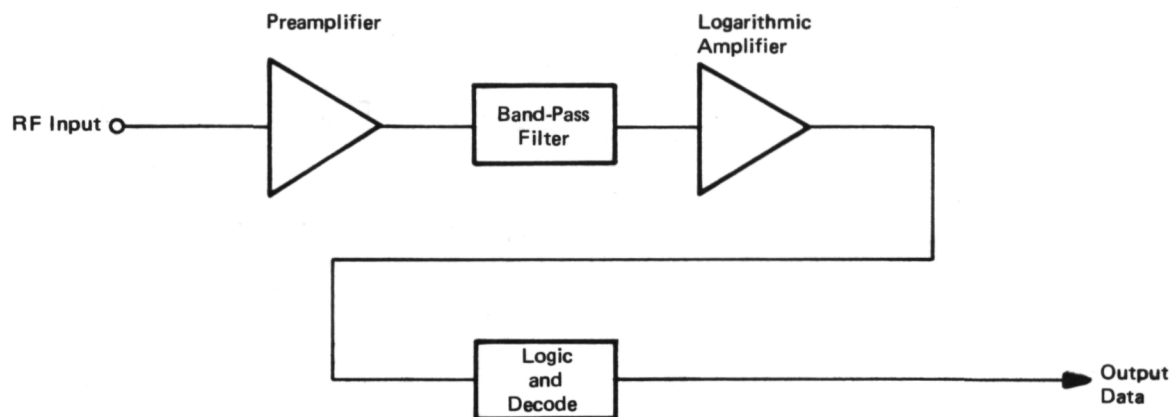 Preamplifier
Logarithmic
Amplifier
RF Input
Band-Pass
Filter
Logic
and
Decode
Output
Data